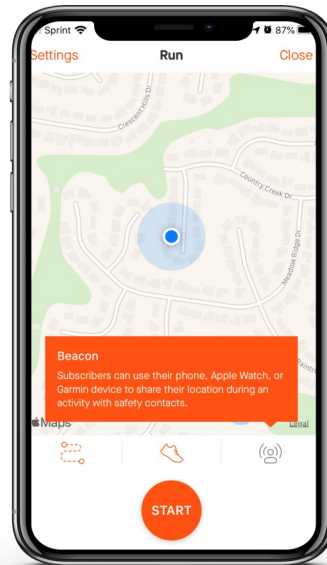 Sprint 87%
Settings Run Close
Crescent Hills Dr
Country Creek Dr
Meadow Ridge Dr
Beacon
Subscribers can use their phone, Apple Watch, or
Garmin device to share their location during an
activity with safety contacts.
Maps Legal
START